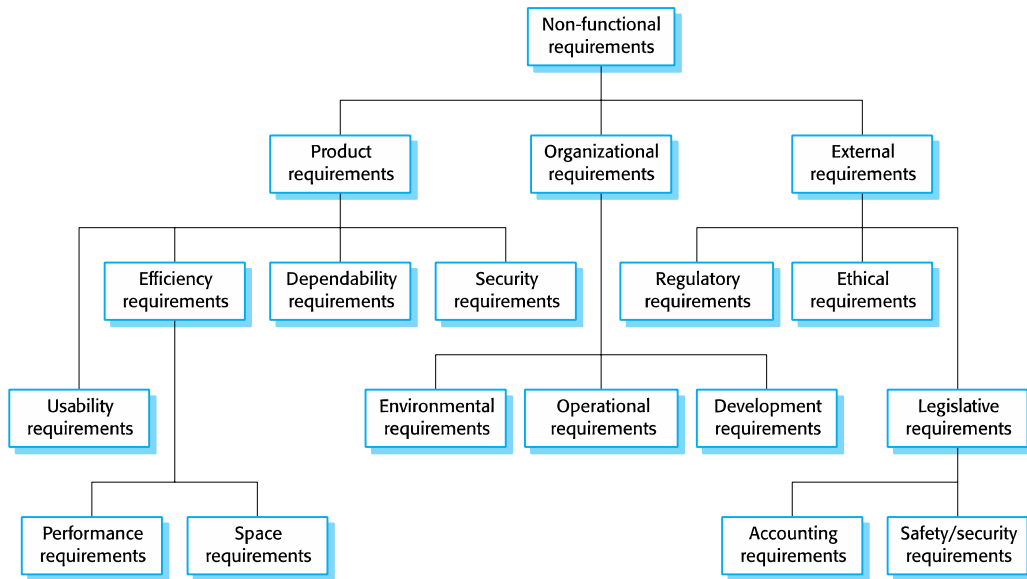 Non-functional
requirements
Product
requirements
Organizational
requirements
External
requirements
Efficiency
requirements
Dependability
requirements
Security
requirements
Regulatory
requirements
Ethical
requirements
Usability
requirements
Environmental
requirements
Operational
requirements
Development
requirements
Legislative
requirements
Performance
requirements
Space
requirements
Accounting
requirements
Safety/security
requirements